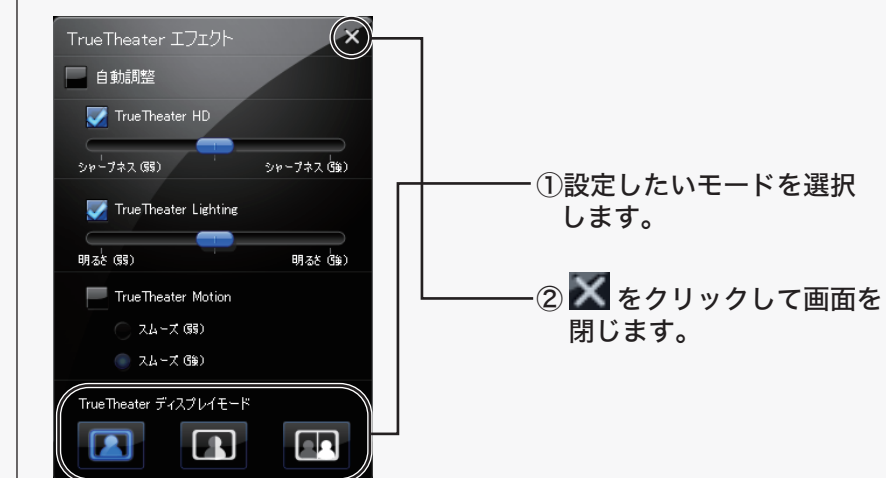 TrueTheater エフェクト
自動調整
TrueTheater HD
シャープネス (弱) シャープネス (強)
TrueTheater Lighting
明るさ (弱) 明るさ (強)
TrueTheater Motion
スムーズ (弱)
スムーズ (強)
TrueTheater ディスプレイモード
①設定したいモードを選択
します。
② をクリックして画面を
閉じます。